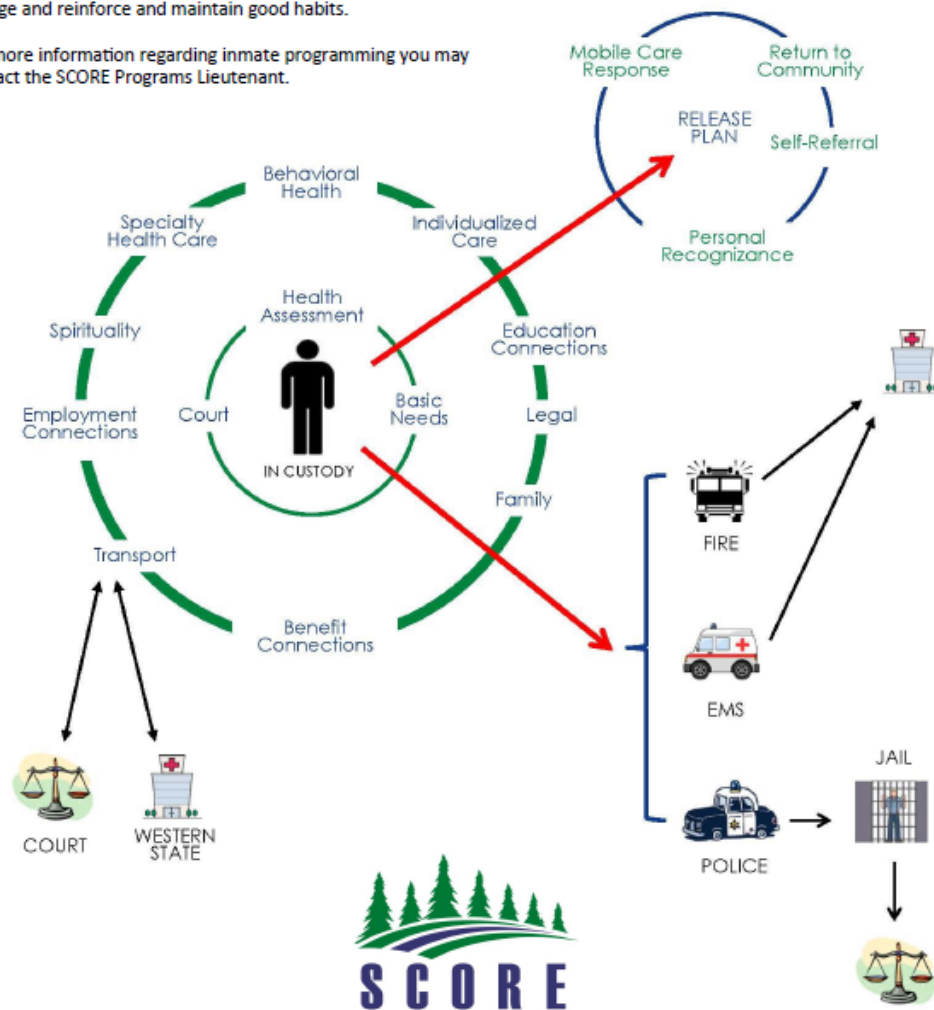 ge and reinforce and maintain good habits.
more information regarding inmate programming you may
act the SCORE Programs Lieutenant.
Mobile Care
Response
Return to
Community
RELEASE
PLAN
Self-Referral
Personal
Recognizance
Behavioral
Health
Specialty
Health Care
Individualized
Care
Health
Assessment
Spirituality
Education
Connections
Employment
Connections
Court
Basic
Needs
Legal
IN CUSTODY
Family
Transport
Benefit
Connections
FIRE
EMS
JAIL
POLICE
COURT
WESTERN
STATE
SCORE